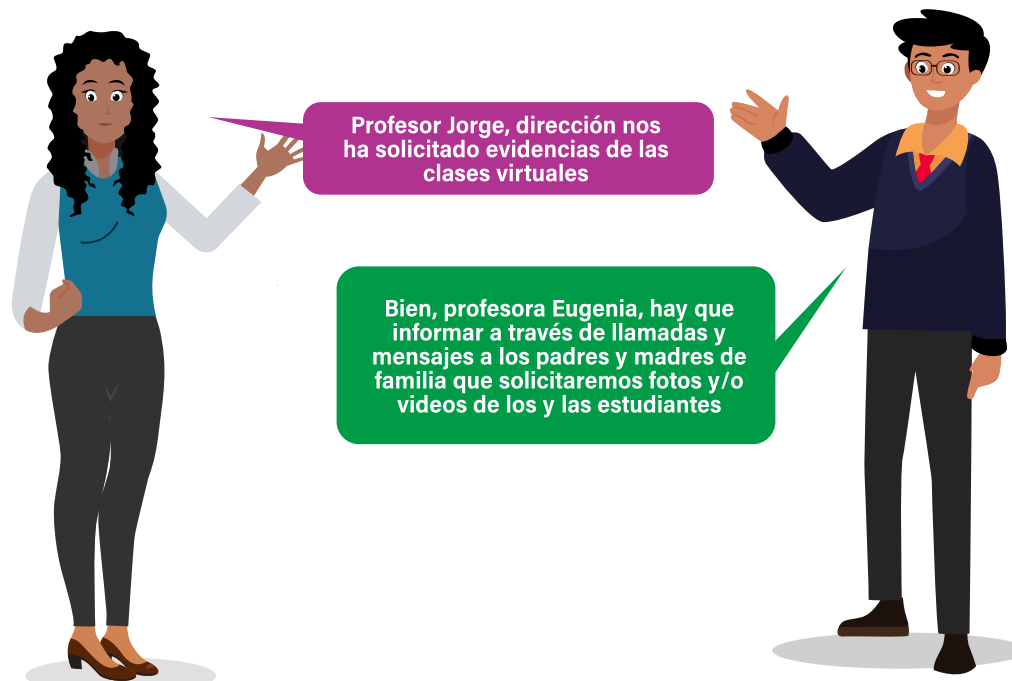 Profesor Jorge, dirección nos
ha solicitado evidencias de las
clases virtuales
Bien, profesora Eugenia, hay que
informar a través de llamadas y
mensajes a los padres y madres de
familia que solicitaremos fotos y/o
videos de los y las estudiantes